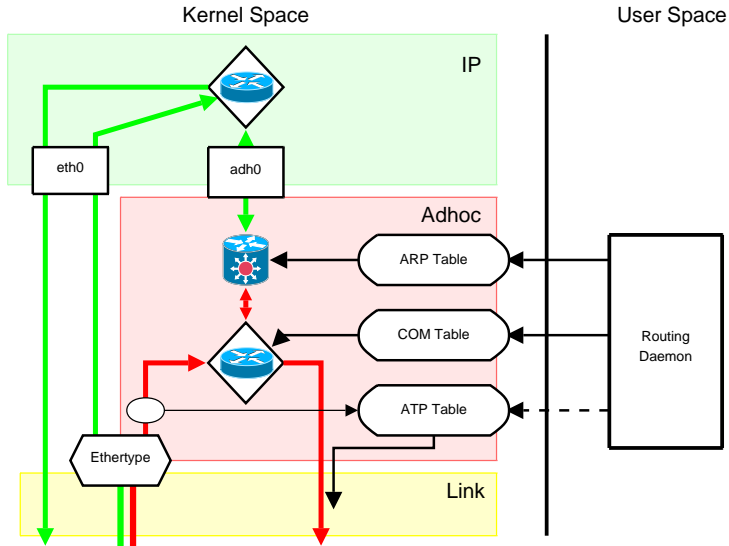 Kernel Space
User Space
IP
eth0
adh0
Adhoc
ARP Table
COM Table
Routing
Daemon
ATP Table
Ethertype
Link